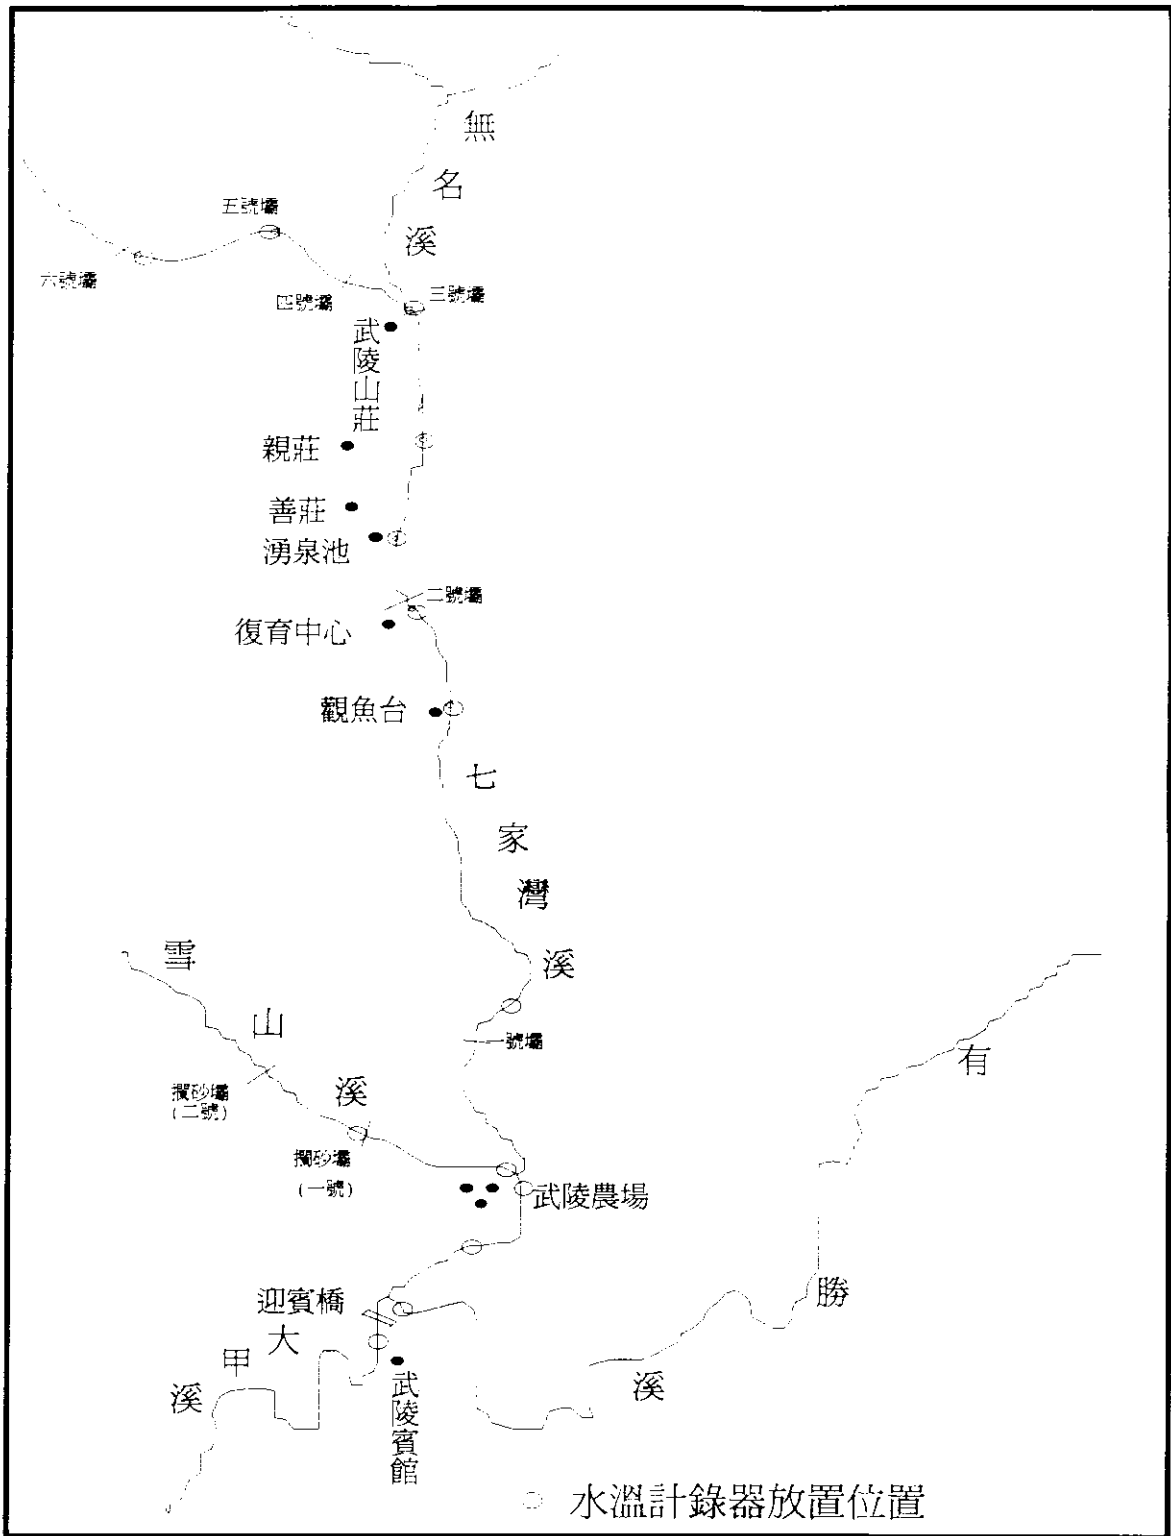 無名溪
五號壩
六號壩
四號壩
三號壩
武陵山莊
親莊
善莊
湧泉池
二號壩
復育中心
觀魚台
七家灣溪
雪山溪
一號壩
有勝溪
攔砂壩
(二號)
攔砂壩
(一號)
武陵農場
迎賓橋
大甲溪
武陵賓館
水溫計錄器放置位置